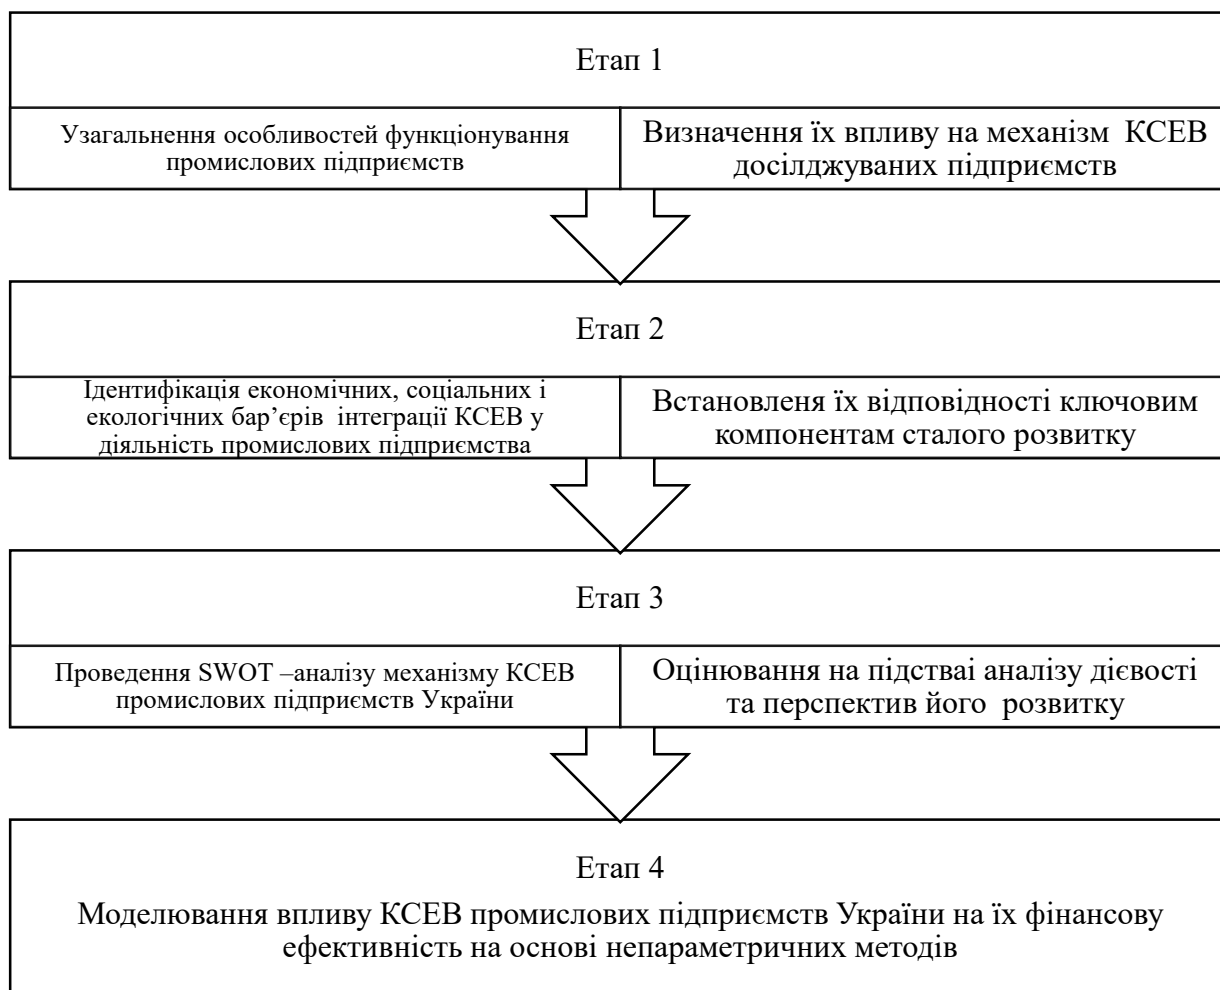 Етап 1
Узагальнення особливостей функціонування
промислових підприємств
Визначення їх впливу на механізм КСЕВ
досілджуваних підприємств
Етап 2
Ідентифікація економічних, соціальних і
екологічних бар’єрів інтеграції КСЕВ у
діяльність промислових підприємства
Встановленя їх відповідності ключовим
компонентам сталого розвитку
Етап 3
Проведення SWOT –аналізу механізму КСЕВ
промислових підприємств України
Оцінювання на підстваі аналізу дієвості
та перспектив його розвитку
Етап 4
Моделювання впливу КСЕВ промислових підприємств України на їх фінансову
ефективність на основі непараметричних методів